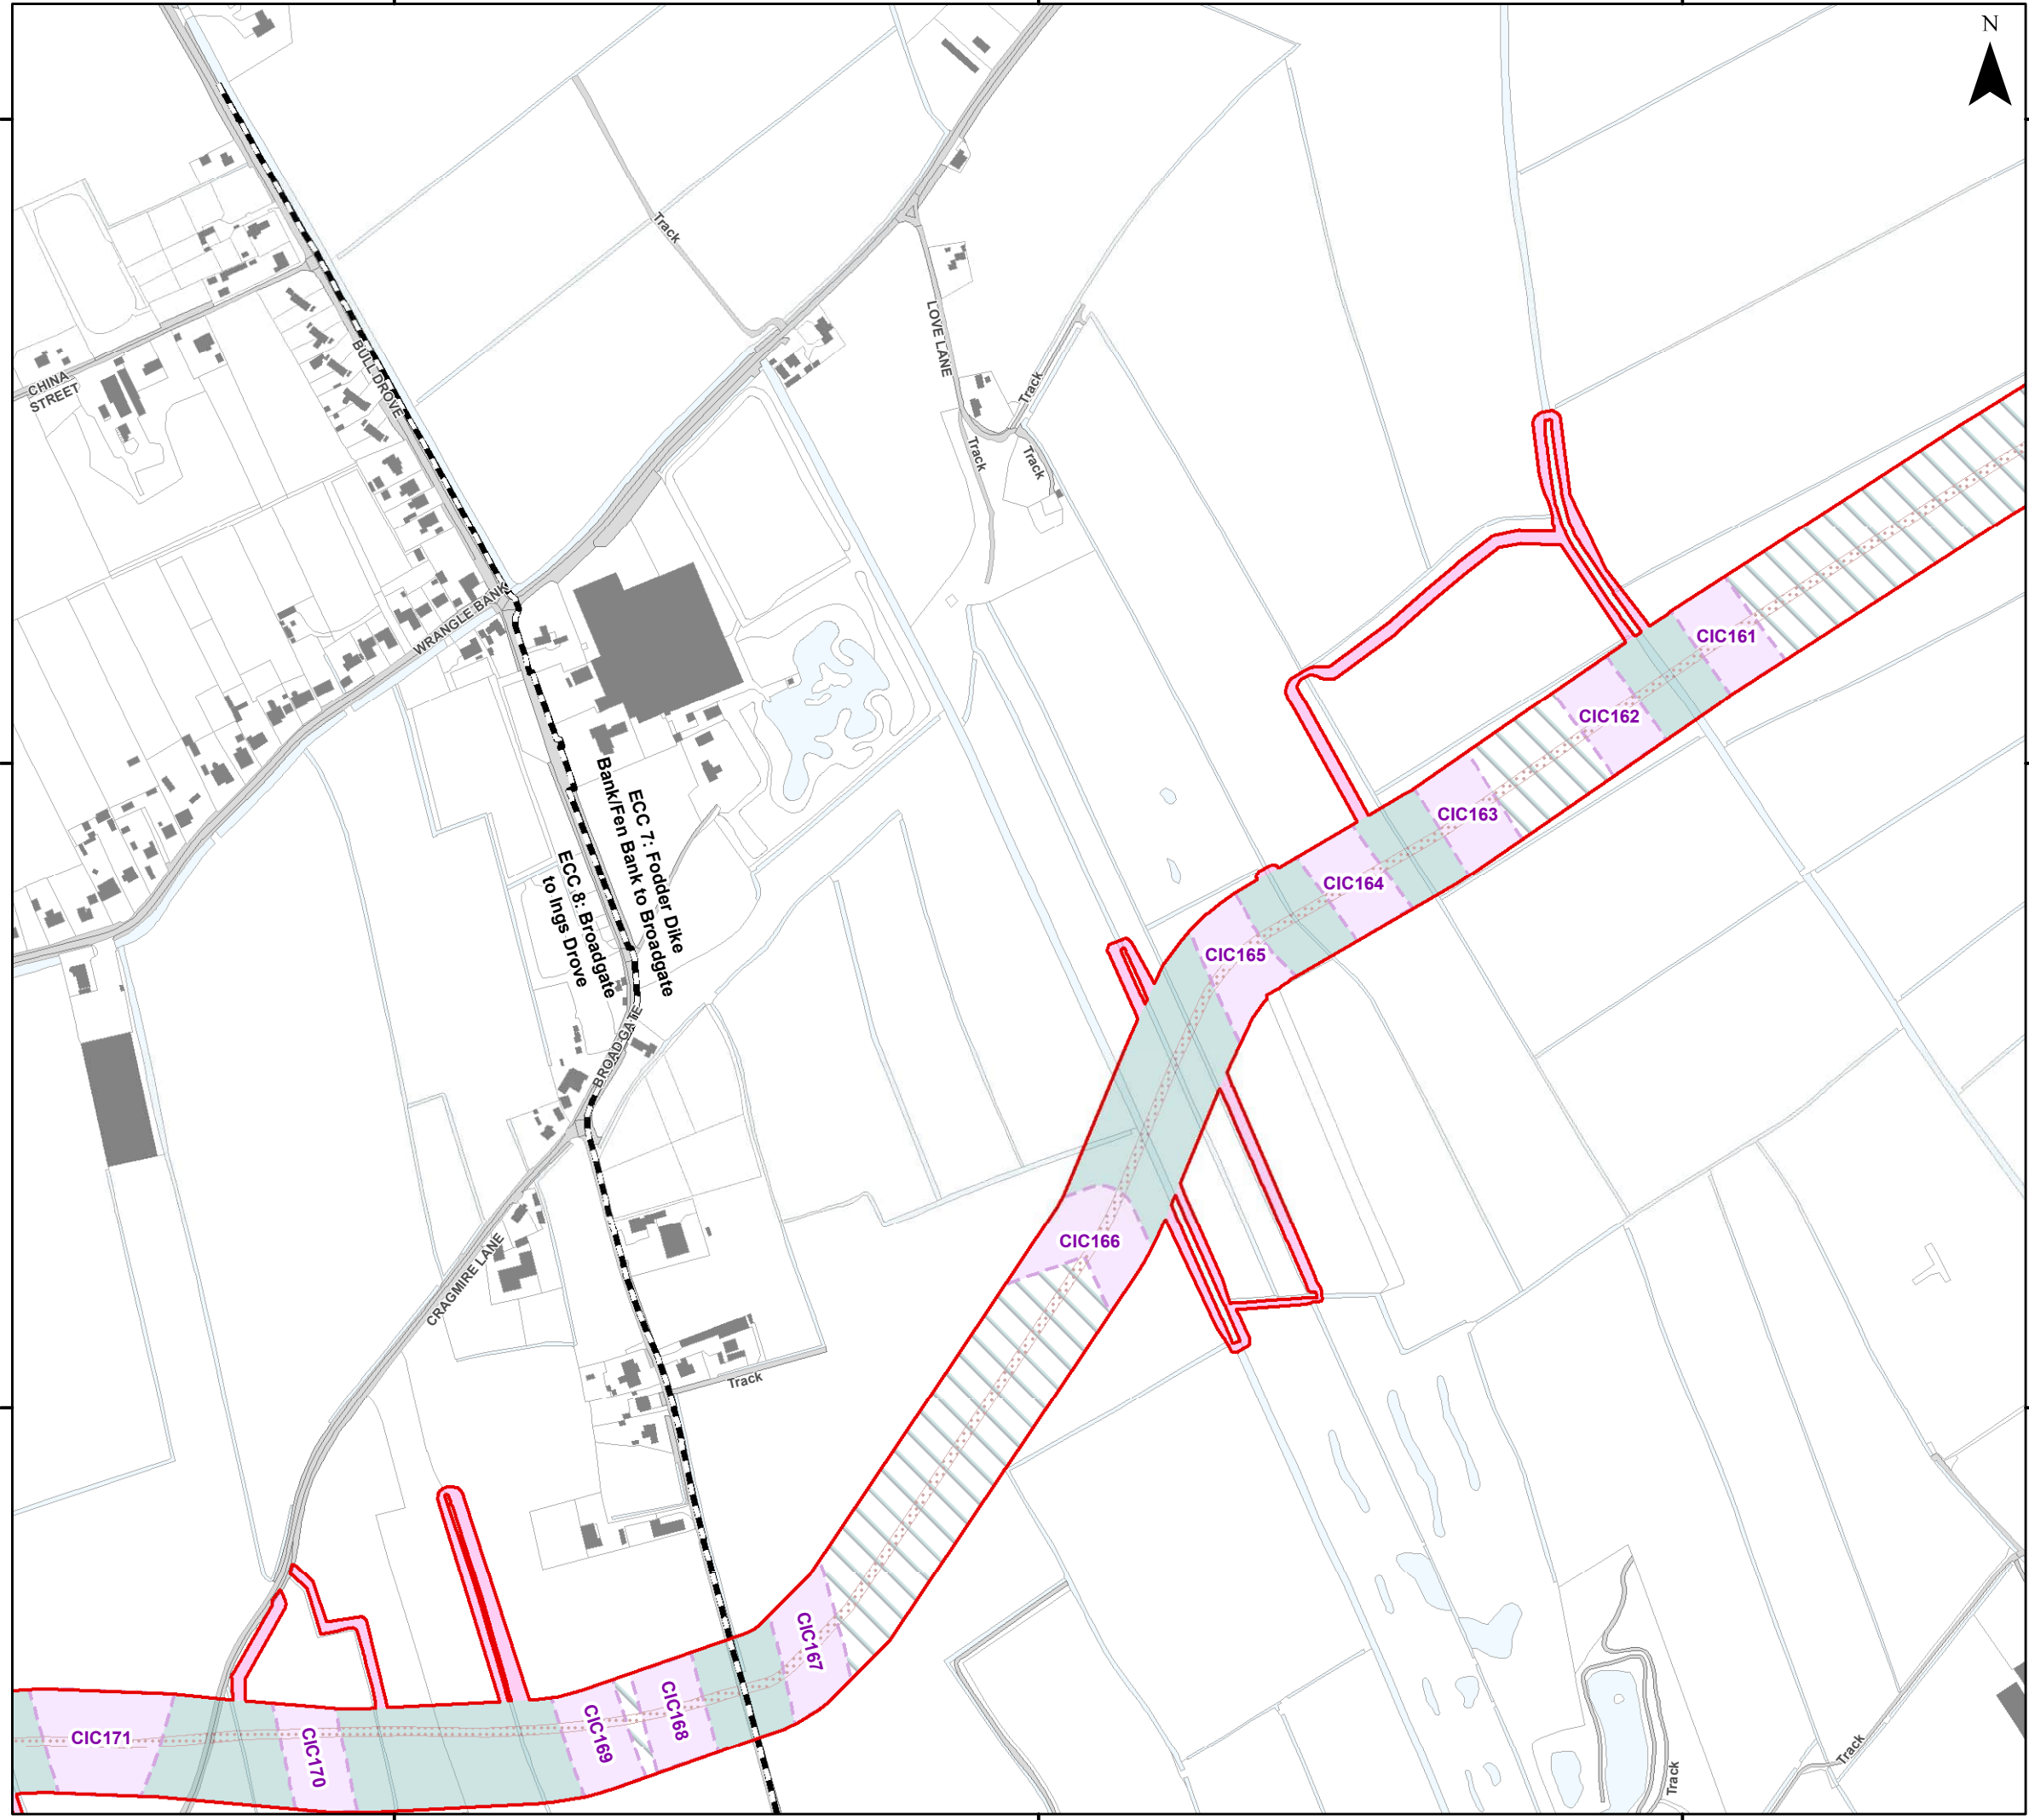 N
Track
LOVE LANE
BULL DROVE
CHINA
STREET
Track
Track
Track
WRANGLE BANK
CIC161
CIC162
CIC163
CIC164
CIC165
ECC 7: Fodder Dike
Bank/Fen Bank to Broadgate
ECC 8: Broadgate
to Ings Drove
BROADGATE
CRAGMIRE LANE
CIC166
Track
CIC167
CIC168
CIC169
CIC170
CIC171
Track
Track